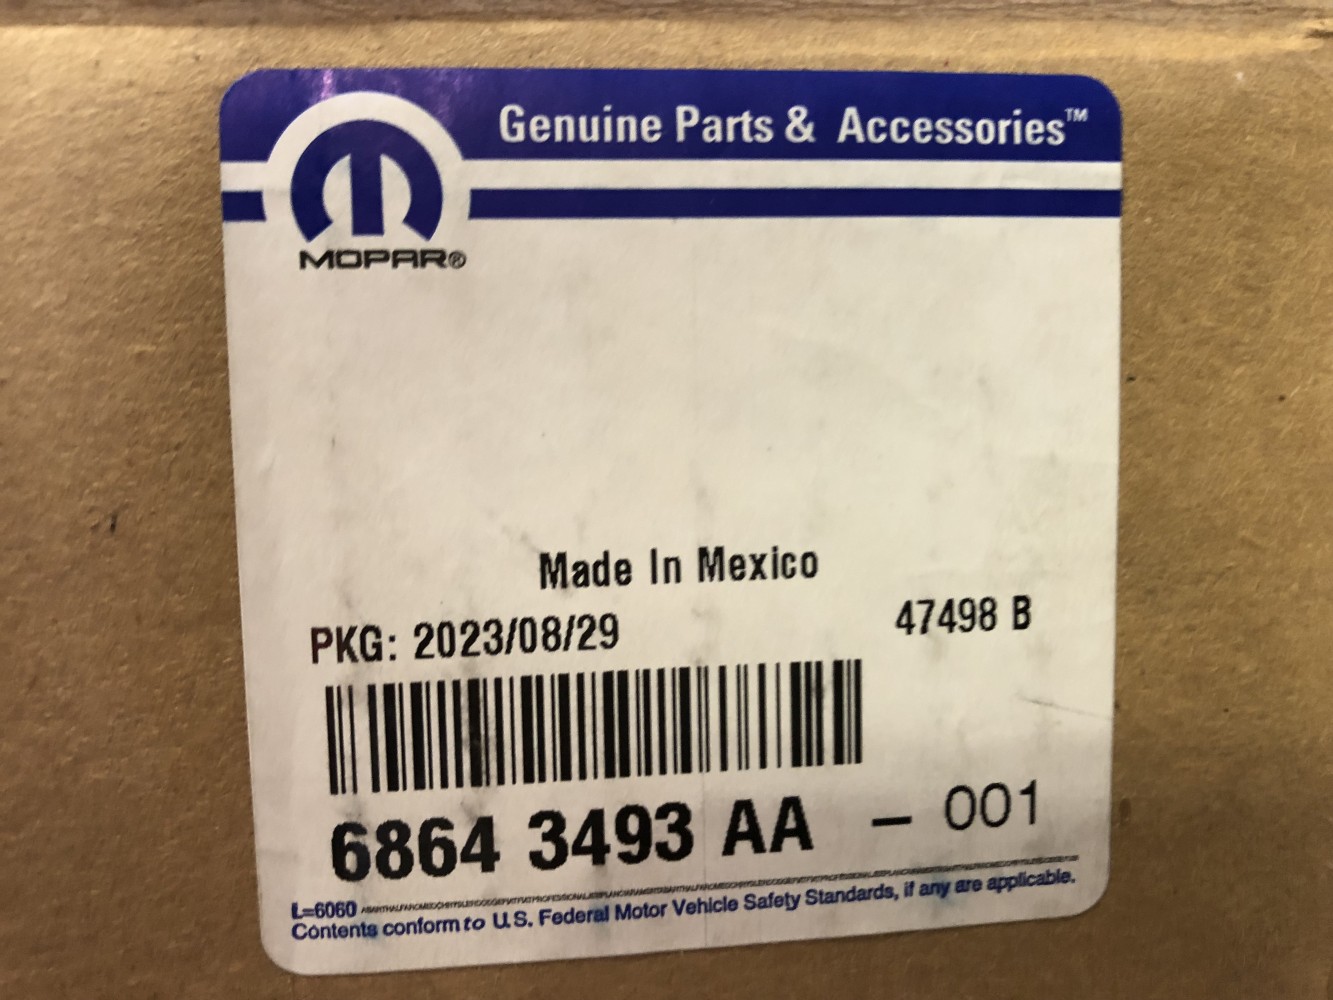 Genuine Parts & Accessories™
MOPAR®
Made In Mexico
PKG: 2023/08/29
47498 B
6864 3493 AA – 001
L=6060
Contents conform to U.S. Federal Motor Vehicle Safety Standards, if any are applicable.